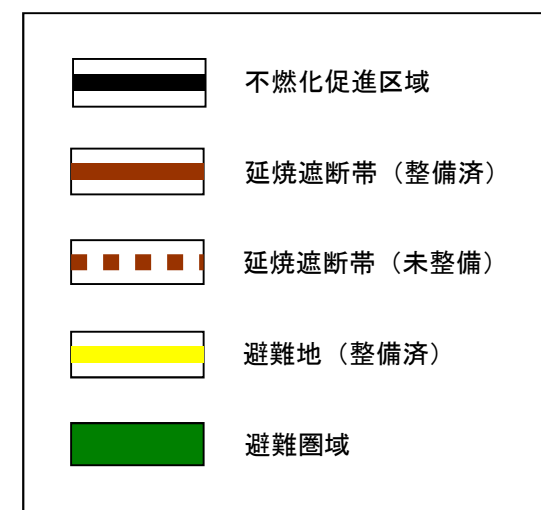 不燃化促進区域
延焼遮断帯（整備済）
延焼遮断帯（未整備）
避難地（整備済）
避難圏域